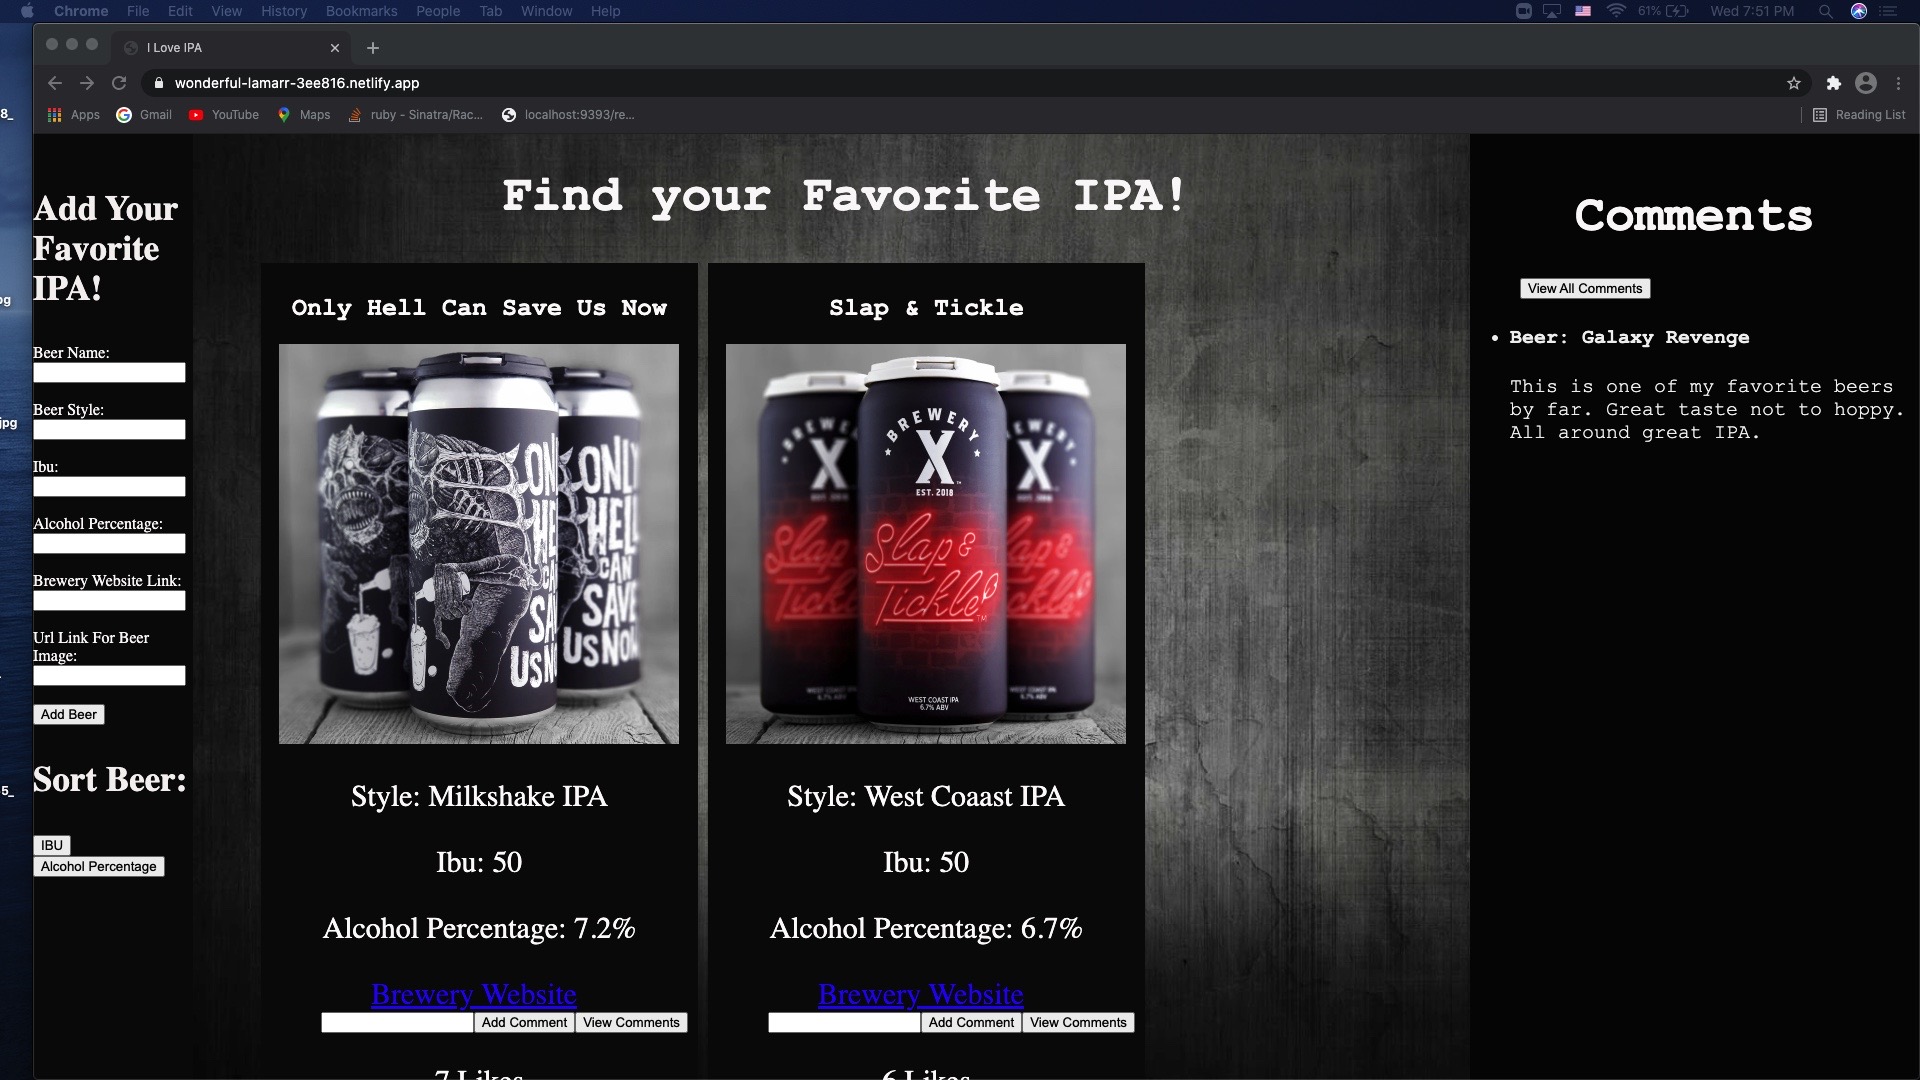 Chrome File Edit View History Bookmarks People Tab Window Help
61% Wed 7:51 PM
I Love IPA
wonderful-lamarr-3ee816.netlify.app
Apps Gmail YouTube Maps ruby - Sinatra/Rac... localhost:9393/re... Reading List
8_
pg
jpg
5_
Add Your
Favorite
IPA!
Beer Name:
Beer Style:
Ibu:
Alcohol Percentage:
Brewery Website Link:
Url Link For Beer
Image:
Add Beer
Sort Beer:
IBU
Alcohol Percentage
Find your Favorite IPA!
Only Hell Can Save Us Now
ONLY
HELL
CAN
SAVE
US NOW
Style: Milkshake IPA
Ibu: 50
Alcohol Percentage: 7.2%
Brewery Website
Add Comment View Comments
7 Likes
Slap & Tickle
BREWERY
X
EST. 2018
Slap &
Tickle
TM
WEST COAST IPA
6.7% ABV
Style: West Coaast IPA
Ibu: 50
Alcohol Percentage: 6.7%
Brewery Website
Add Comment View Comments
6 Likes
Comments
View All Comments
• Beer: Galaxy Revenge
This is one of my favorite beers
by far. Great taste not to hoppy.
All around great IPA.